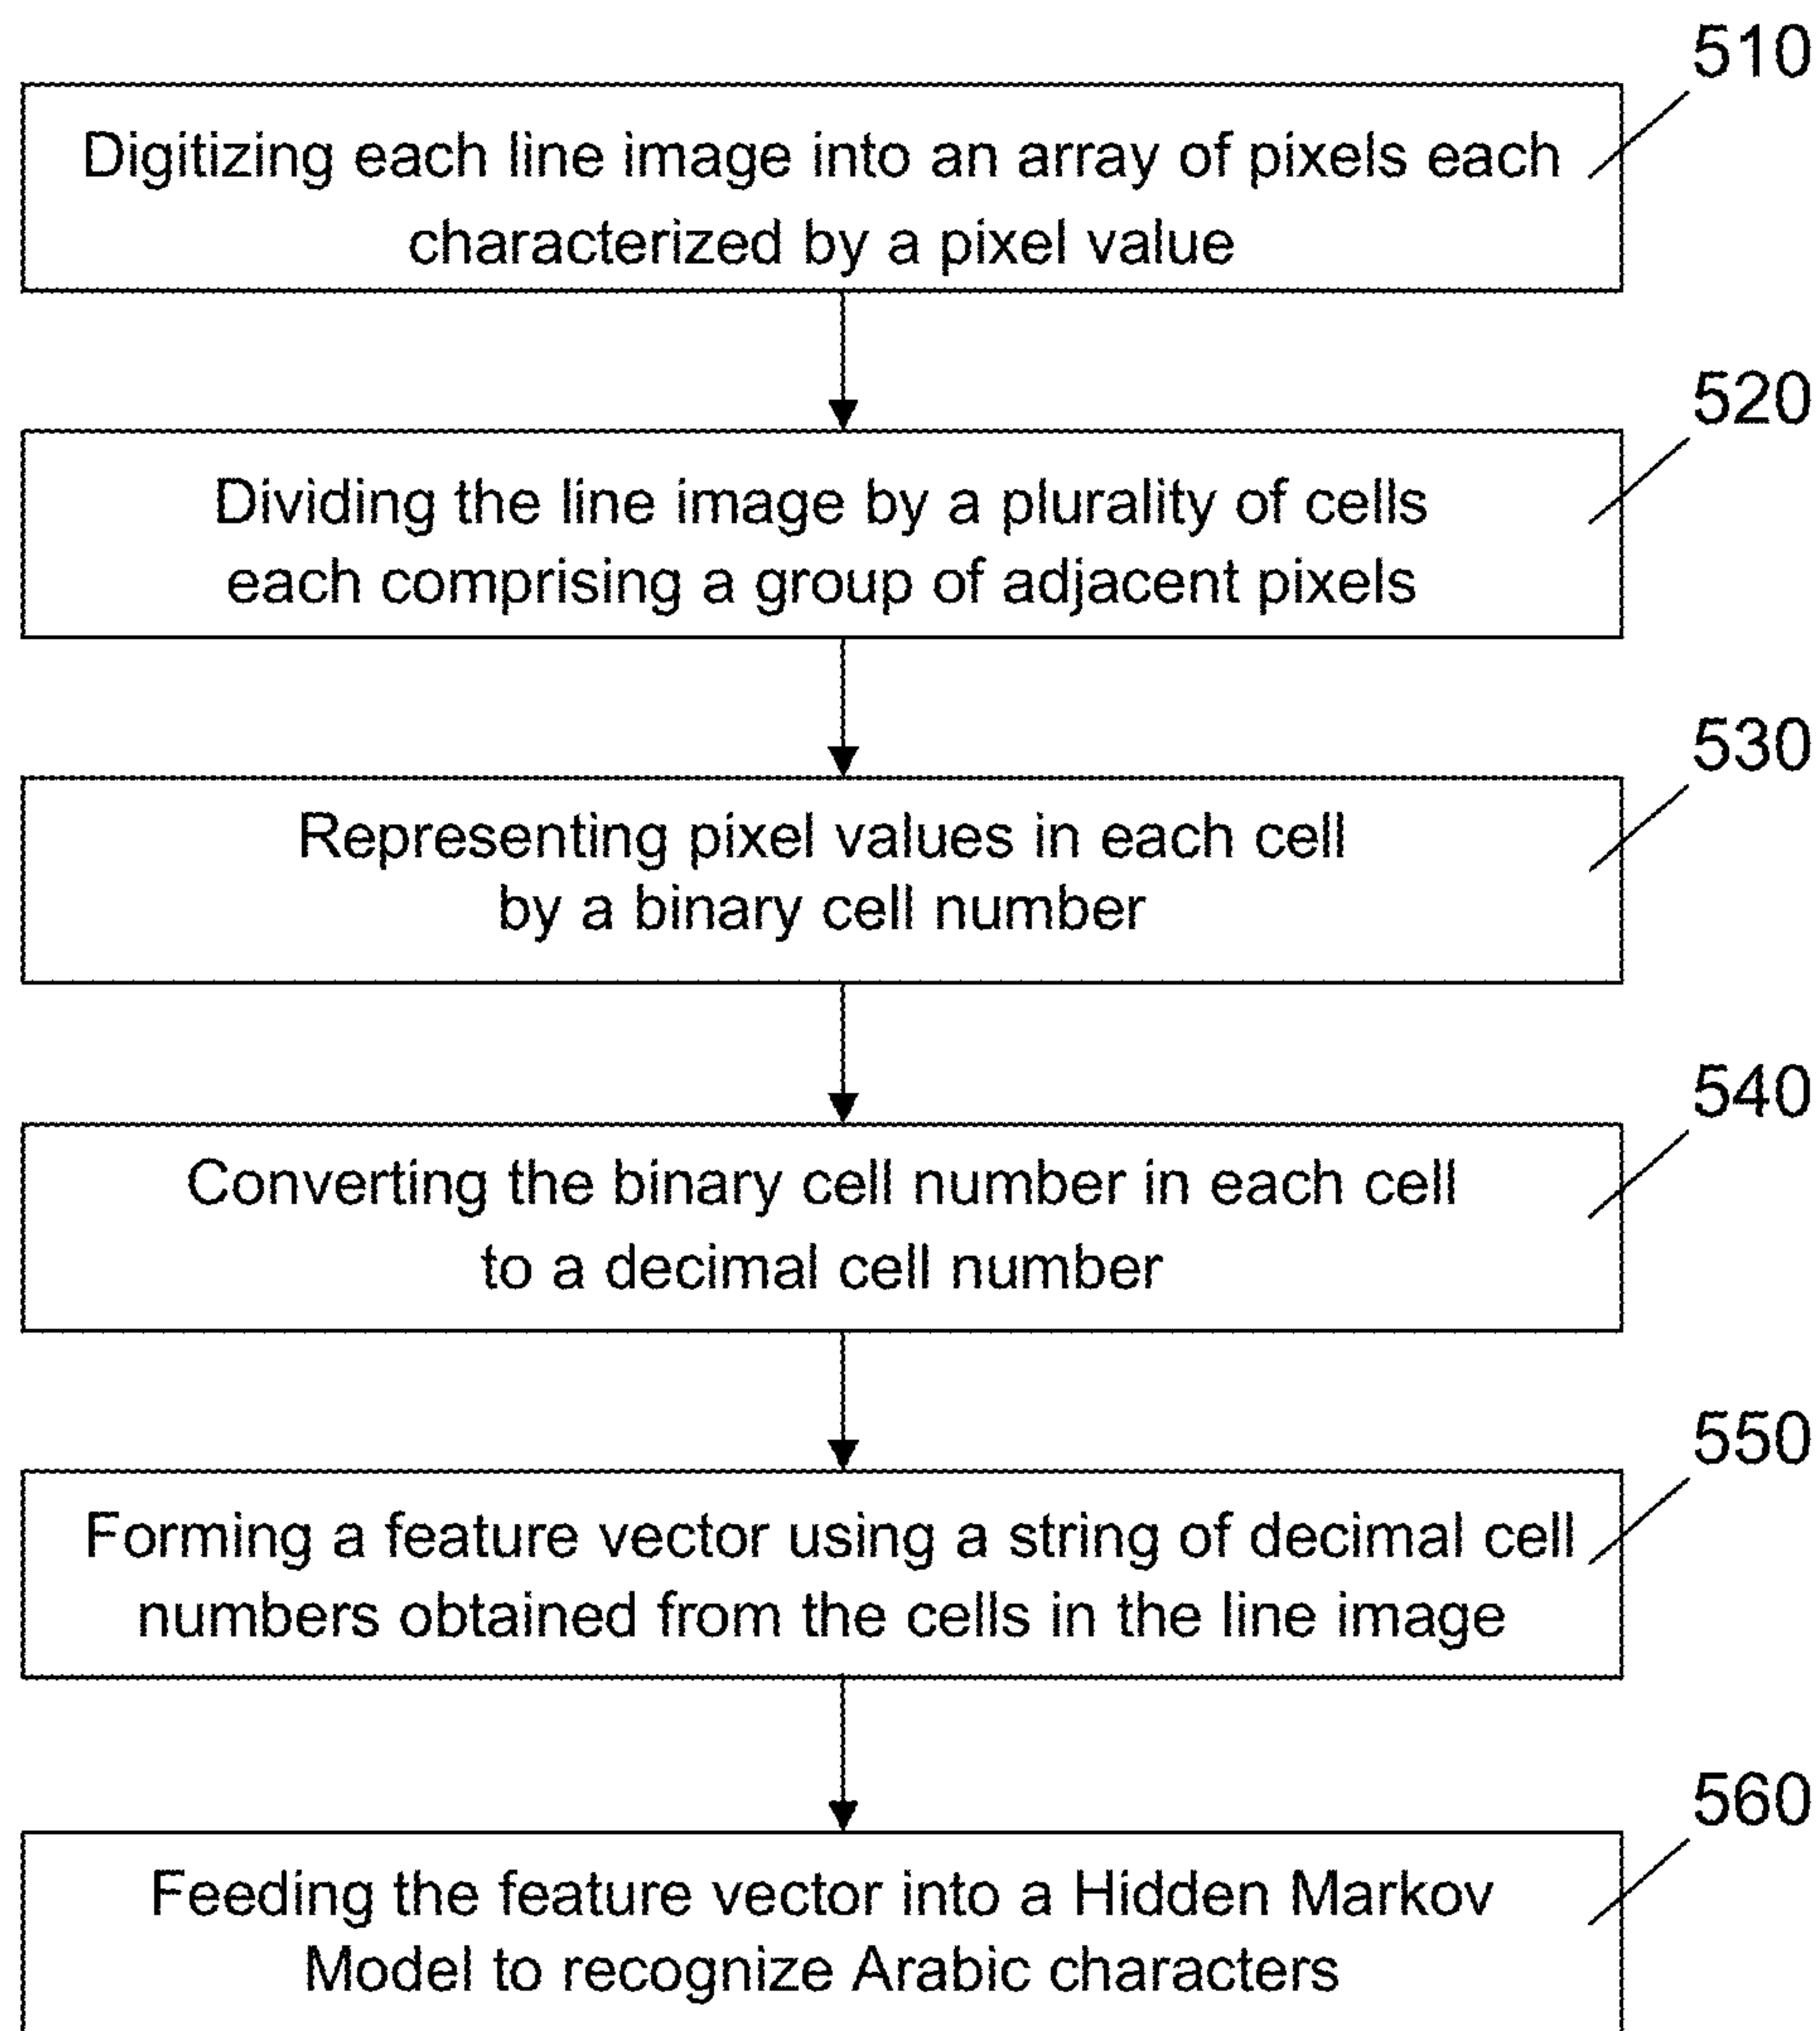 510
Digitizing each line image into an array of pixels each
characterized by a pixel value
520
Dividing the line image by a plurality of cells
each comprising a group of adjacent pixels
530
Representing pixel values in each cell
by a binary cell number
540
Converting the binary cell number in each cell
to a decimal cell number
550
Forming a feature vector using a string of decimal cell
numbers obtained from the cells in the line image
560
Feeding the feature vector into a Hidden Markov
Model to recognize Arabic characters